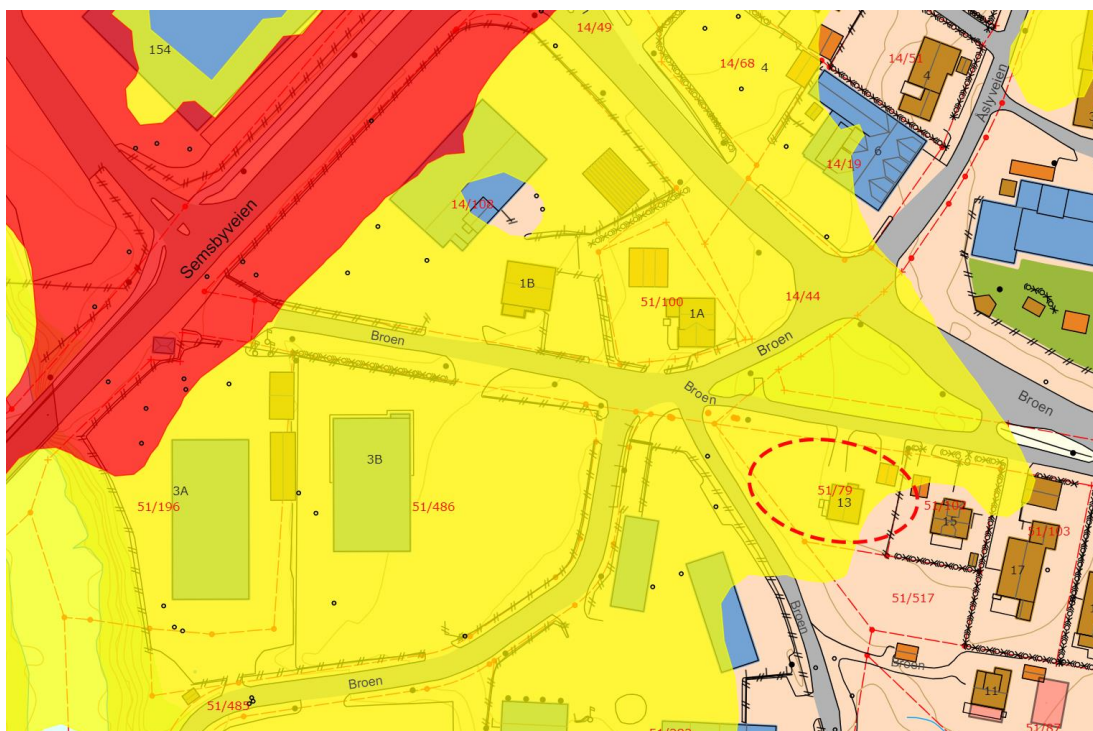 14/49
154
14/68
4
14/51
4
Åslyveien
3
14/19
6
Semsbyveien
14/108
1B
51/100
1A
14/44
Broen
Broen
Broen
Broen
3A
51/196
3B
51/486
51/79
13
15
51/103
17
51/517
Broen
Broen
11
Broen
51/485